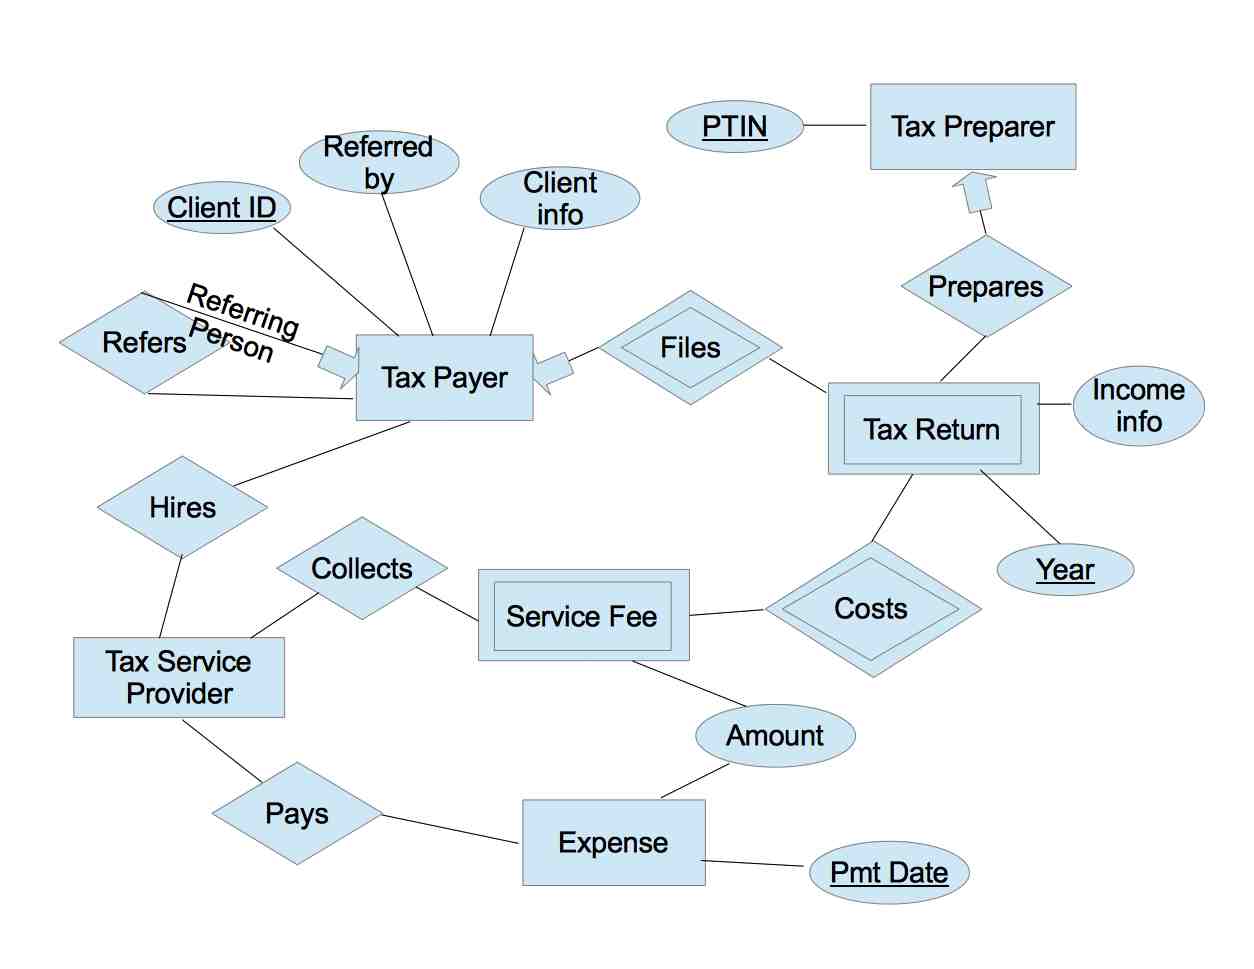 PTIN
Tax Preparer
Referred
by
Client
info
Client ID
Referring
Person
Refers
Tax Payer
Files
Prepares
Income
info
Tax Return
Hires
Collects
Year
Service Fee
Costs
Tax Service
Provider
Amount
Pays
Expense
Pmt Date